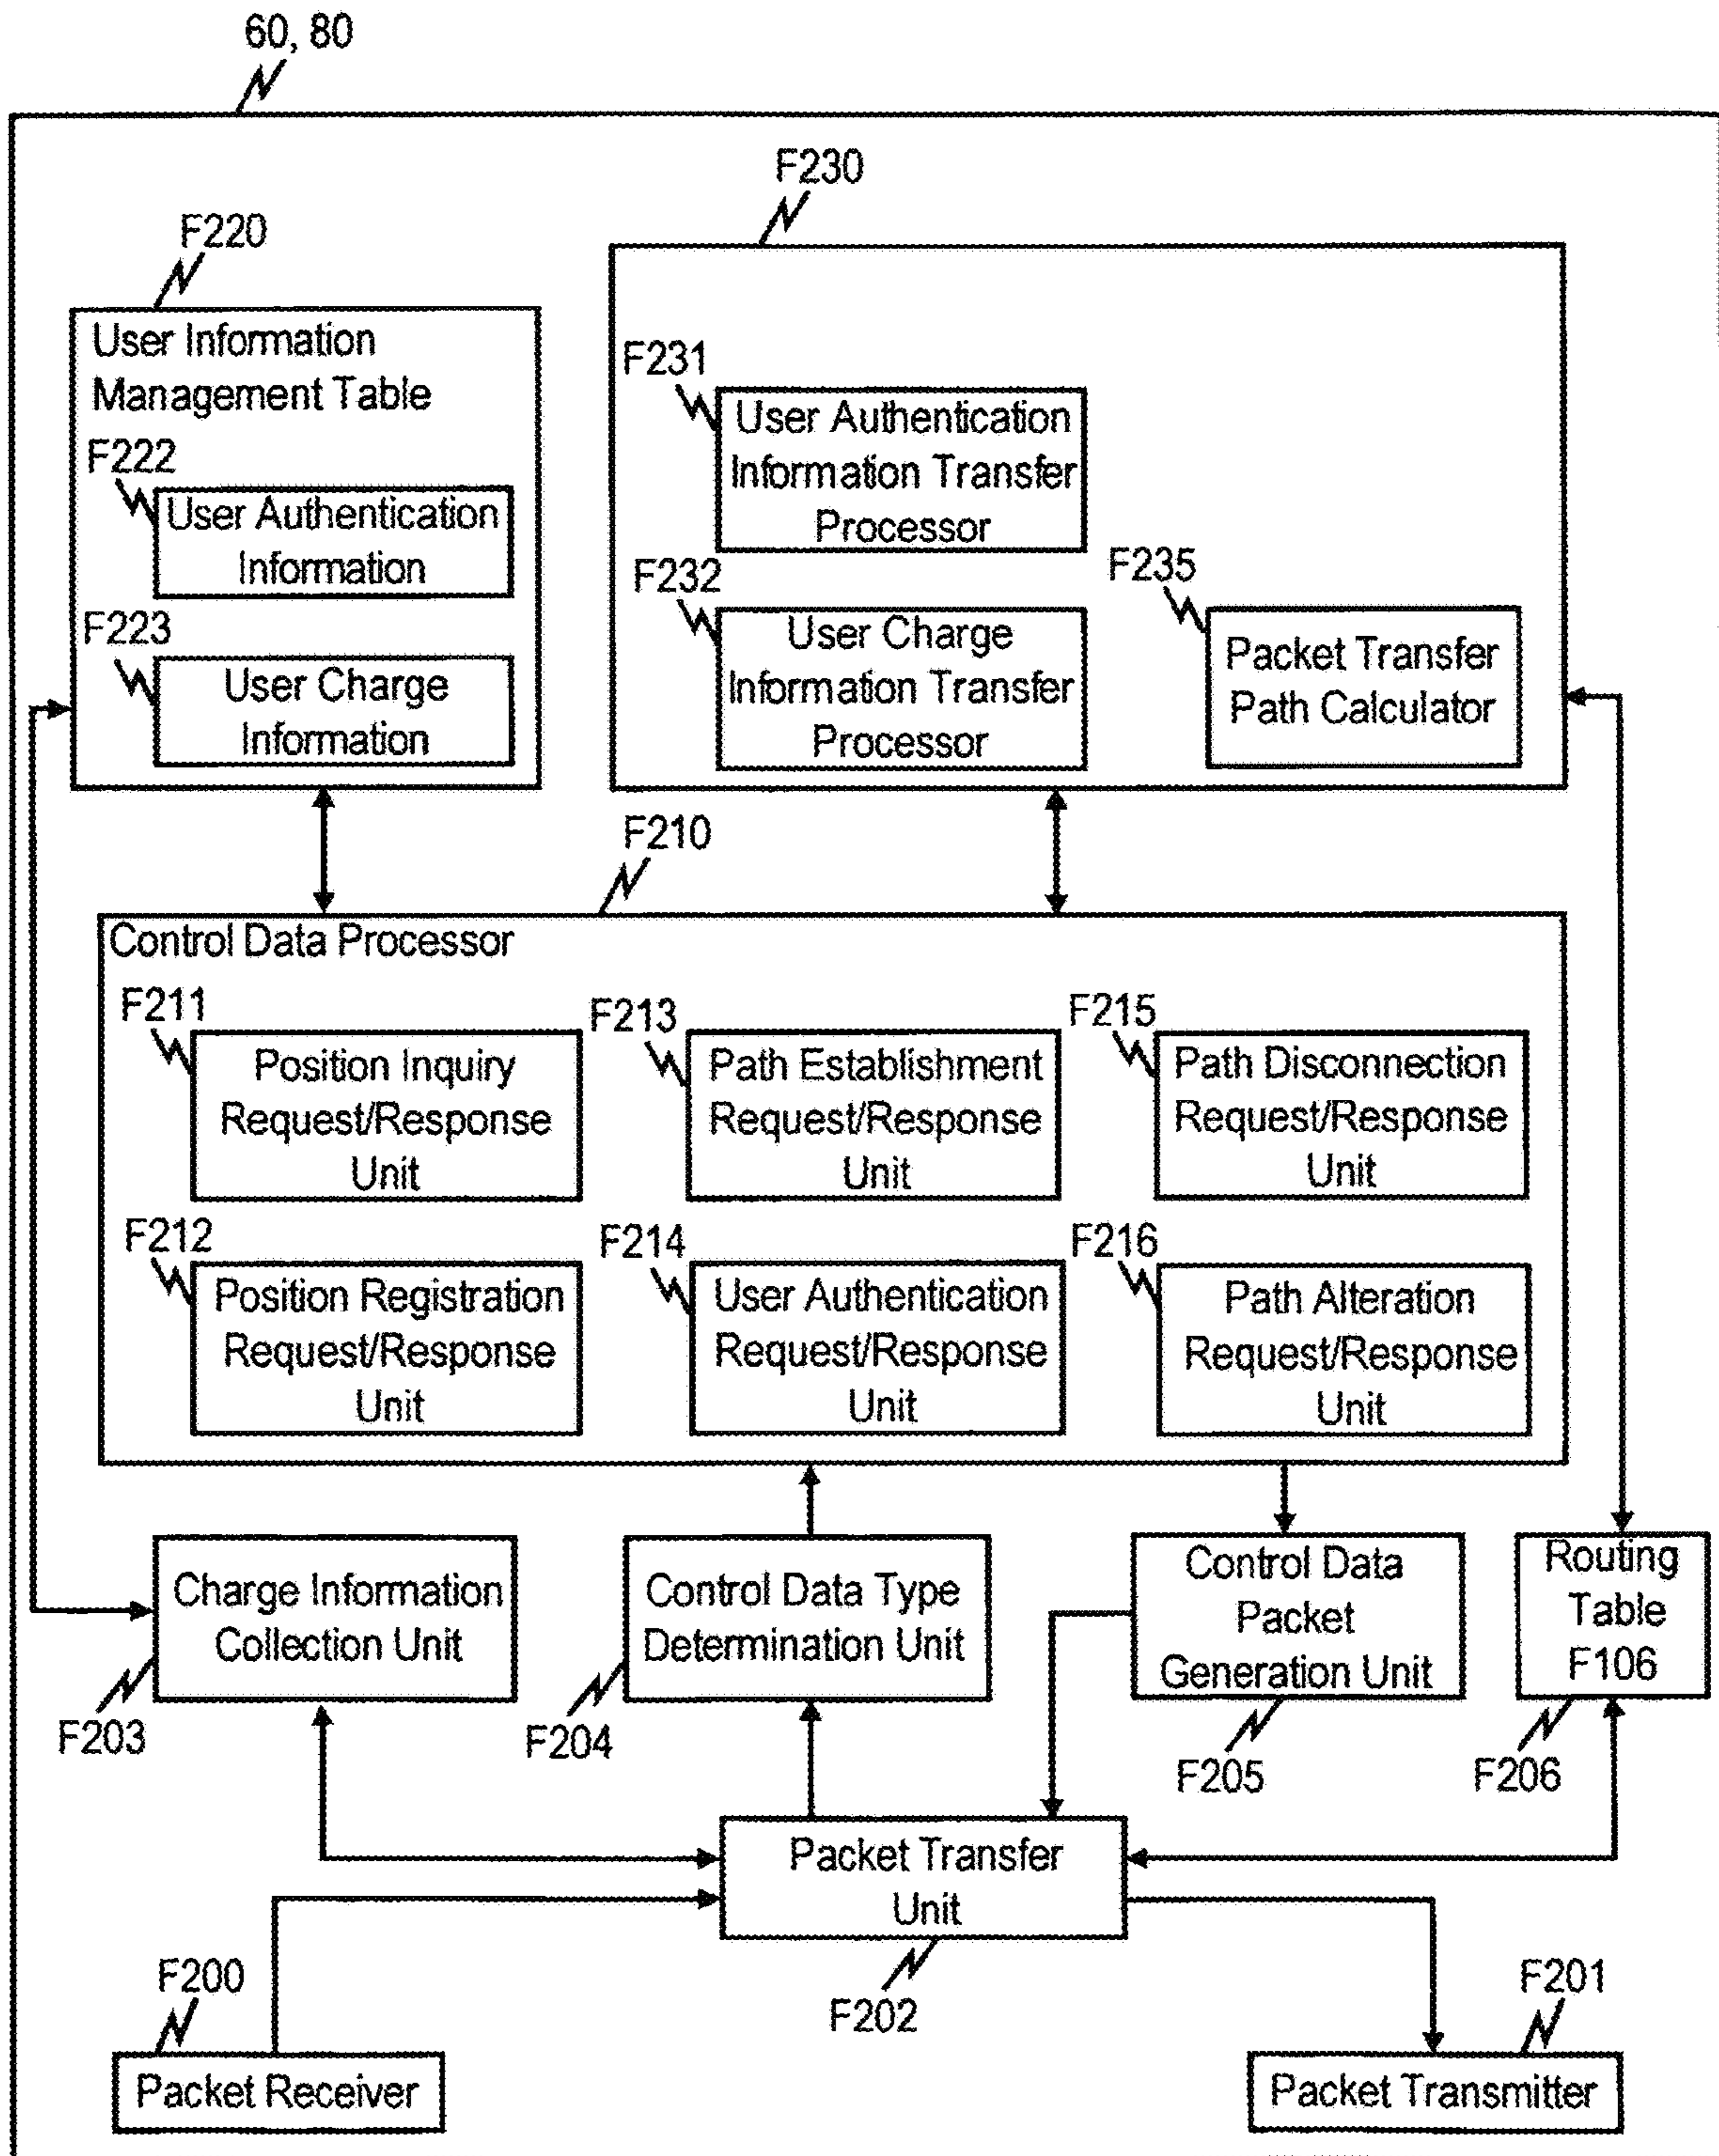 60, 80
F230
F220
User Information
Management Table
F231
User Authentication
Information Transfer
Processor
F222
User Authentication
Information
F232
User Charge
Information Transfer
Processor
F235
Packet Transfer
Path Calculator
F223
User Charge
Information
F210
Control Data Processor
F211
Position Inquiry
Request/Response
Unit
F213
Path Establishment
Request/Response
Unit
F215
Path Disconnection
Request/Response
Unit
F212
Position Registration
Request/Response
Unit
F214
User Authentication
Request/Response
Unit
F216
Path Alteration
Request/Response
Unit
Charge Information
Collection Unit
F203
Control Data Type
Determination Unit
F204
Control Data
Packet
Generation Unit
F205
Routing
Table
F106
F206
Packet Transfer
Unit
F202
F200
Packet Receiver
F201
Packet Transmitter